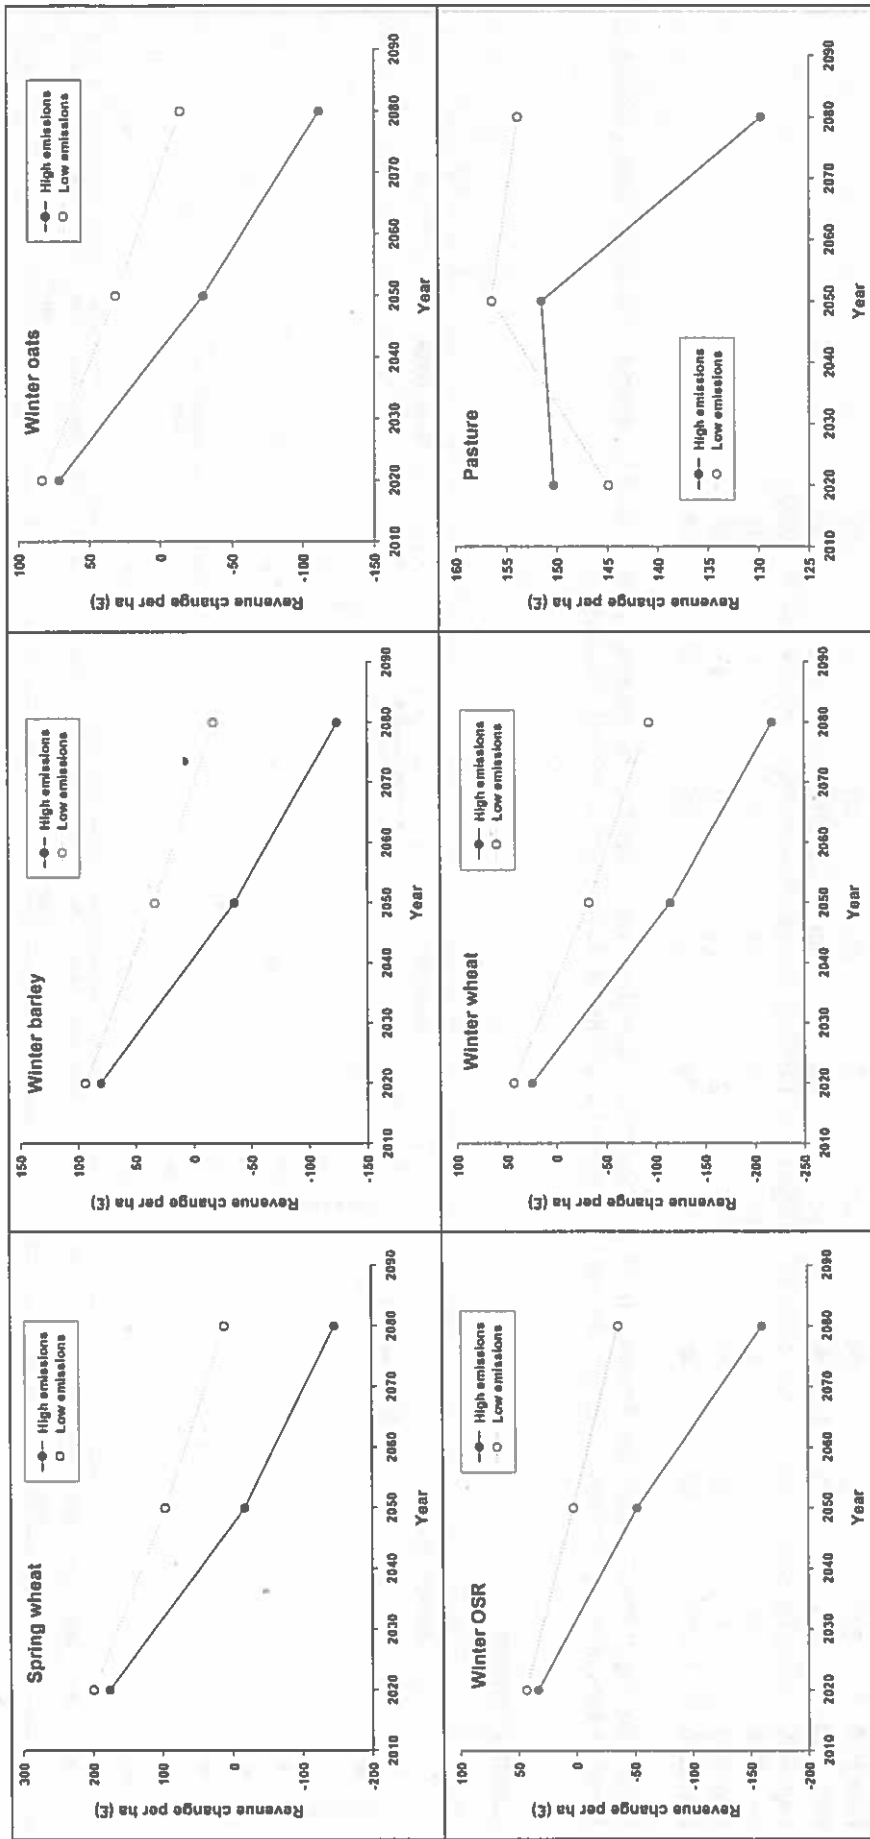 Spring wheat
High emissions
Low emissions
Revenue change per ha (£)
300
200
100
0
-100
-200
2010 2020 2030 2040 2050 2060 2070 2080 2090
Year
Winter barley
High emissions
Low emissions
Revenue change per ha (£)
150
100
50
0
-50
-100
-150
2010 2020 2030 2040 2050 2060 2070 2080 2090
Year
Winter oats
High emissions
Low emissions
Revenue change per ha (£)
100
50
0
-50
-100
-150
2010 2020 2030 2040 2050 2060 2070 2080 2090
Year
Winter OSR
High emissions
Low emissions
Revenue change per ha (£)
100
50
0
-50
-100
-150
-200
2010 2020 2030 2040 2050 2060 2070 2080 2090
Year
Winter wheat
High emissions
Low emissions
Revenue change per ha (£)
100
50
0
-50
-100
-150
-200
-250
2010 2020 2030 2040 2050 2060 2070 2080 2090
Year
Pasture
High emissions
Low emissions
Revenue change per ha (£)
160
155
150
145
140
135
130
125
2010 2020 2030 2040 2050 2060 2070 2080 2090
Year